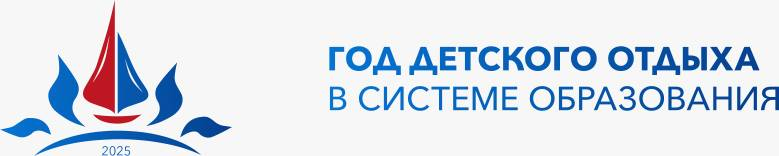 ГОД ДЕТСКОГО ОТДЫХА
В СИСТЕМЕ ОБРАЗОВАНИЯ
2025